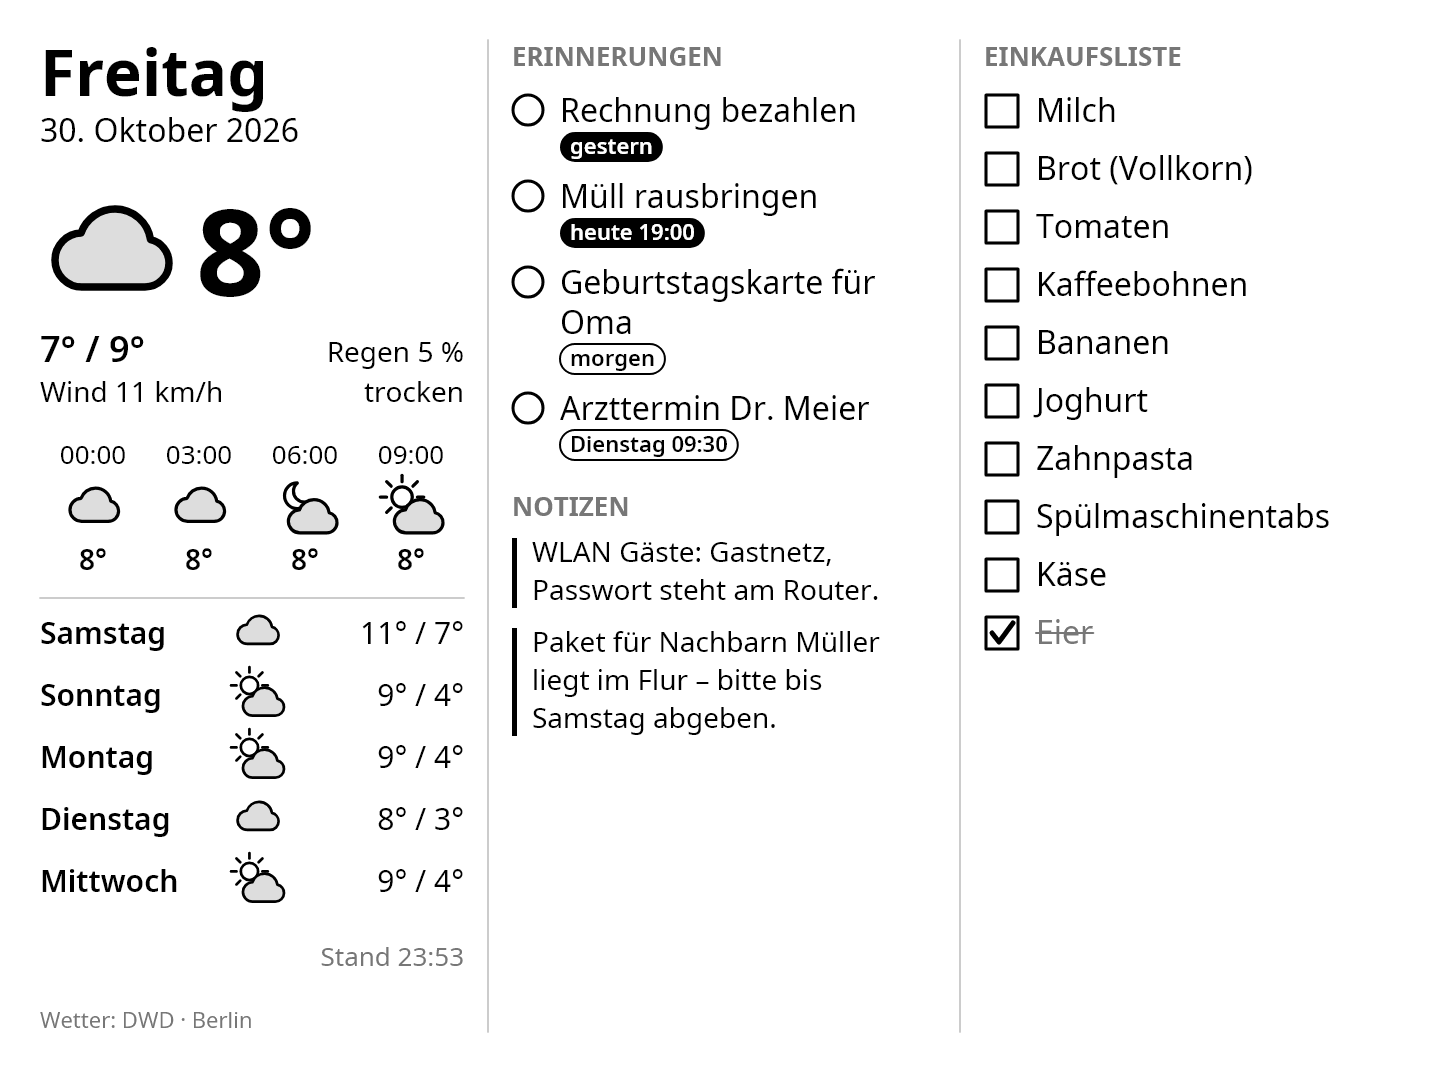 Freitag
30. Oktober 2026
8°
7° / 9°
Regen 5 %
Wind 11 km/h
trocken
00:00 03:00 06:00 09:00
8° 8° 8° 8°
Samstag 11° / 7°
Sonntag 9° / 4°
Montag 9° / 4°
Dienstag 8° / 3°
Mittwoch 9° / 4°
Stand 23:53
Wetter: DWD · Berlin
ERINNERUNGEN
Rechnung bezahlen
gestern
Müll rausbringen
heute 19:00
Geburtstagskarte für
Oma
morgen
Arzttermin Dr. Meier
Dienstag 09:30
NOTIZEN
WLAN Gäste: Gastnetz,
Passwort steht am Router.
Paket für Nachbarn Müller
liegt im Flur – bitte bis
Samstag abgeben.
EINKAUFSLISTE
Milch
Brot (Vollkorn)
Tomaten
Kaffeebohnen
Bananen
Joghurt
Zahnpasta
Spülmaschinentabs
Käse
Eier